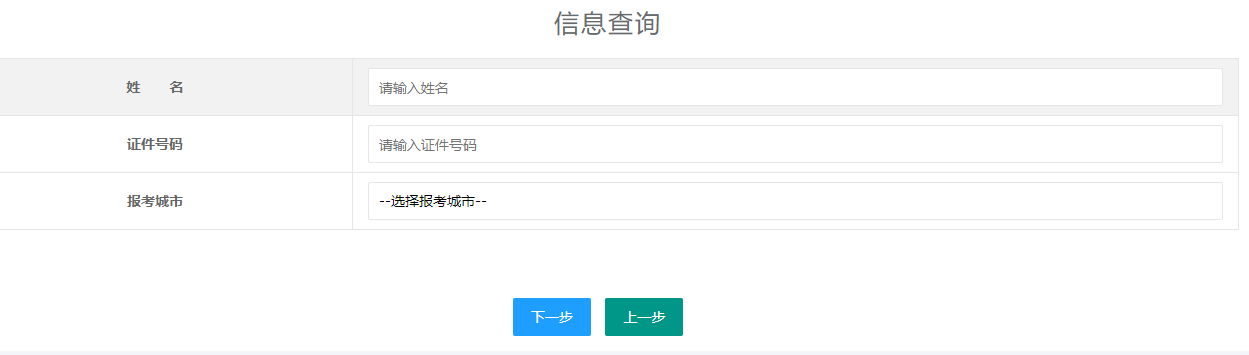 信息查询
姓　　名 请输入姓名
证件号码 请输入证件号码
报考城市 --选择报考城市--
下一步 上一步